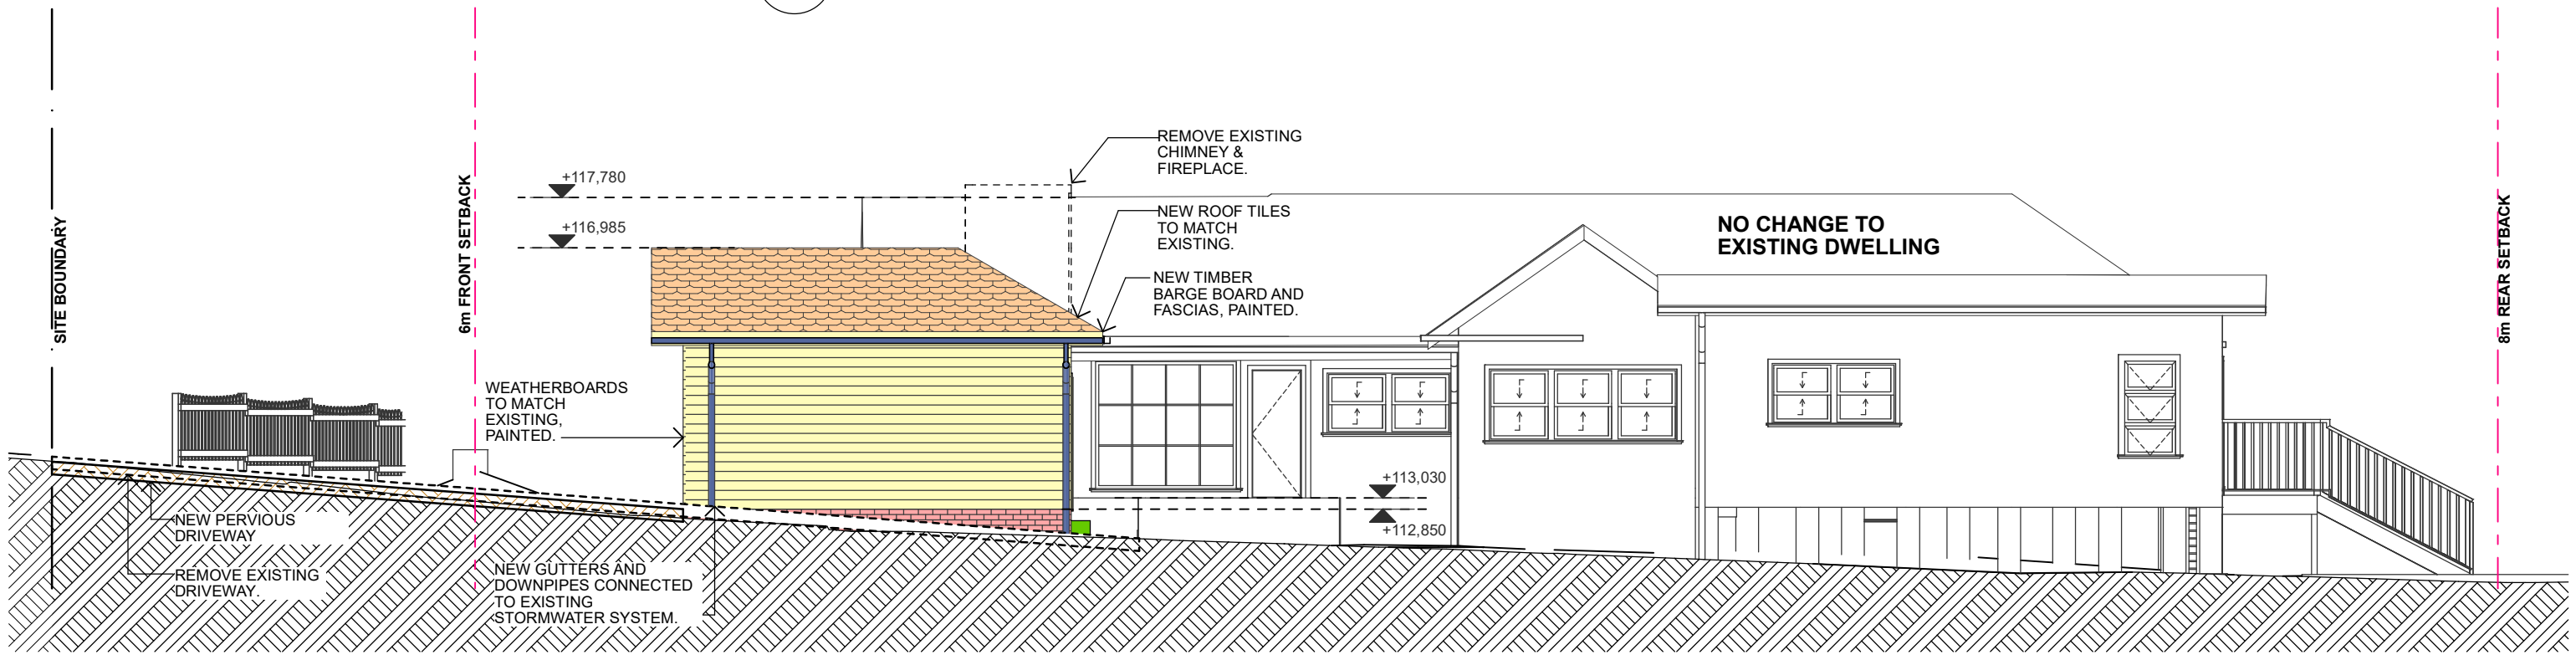 SITE BOUNDARY
6m FRONT SETBACK
+117,780
+116,985
REMOVE EXISTING
CHIMNEY &
FIREPLACE.
NEW ROOF TILES
TO MATCH
EXISTING.
NEW TIMBER
BARGE BOARD AND
FASCIAS, PAINTED.
NO CHANGE TO
EXISTING DWELLING
8m REAR SETBACK
WEATHERBOARDS
TO MATCH
EXISTING,
PAINTED.
+113,030
+112,850
NEW PERVIOUS
DRIVEWAY
REMOVE EXISTING
DRIVEWAY.
NEW GUTTERS AND
DOWNPIPES CONNECTED
TO EXISTING
STORMWATER SYSTEM.